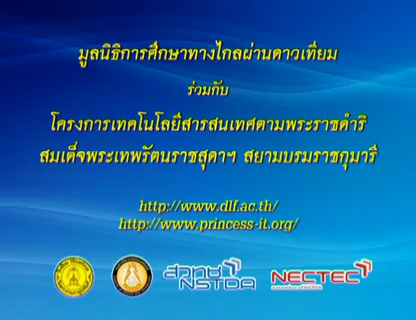 มูลนิธิการศึกษาทางไกลผ่านดาวเทียม
ร่วมกับ
โครงการเทคโนโลยีสารสนเทศตามพระราชดำริ
สมเด็จพระเทพรัตนราชสุดาฯ สยามบรมราชกุมารี
http://www.dlf.ac.th/
http://www.princess-it.org/
สวทช
NSTDA
NECTEC